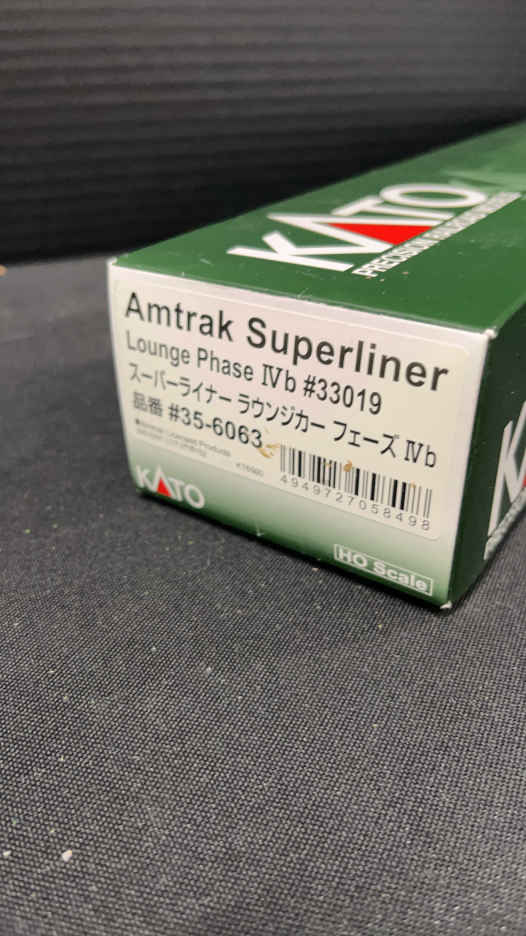 KATO
PRECISION
Amtrak Superliner
Lounge Phase Ⅳb #33019
スーパーライナー ラウンジカー フェーズ Ⅳb
品番 #35-6063
4949727058498
KATO
HO Scale